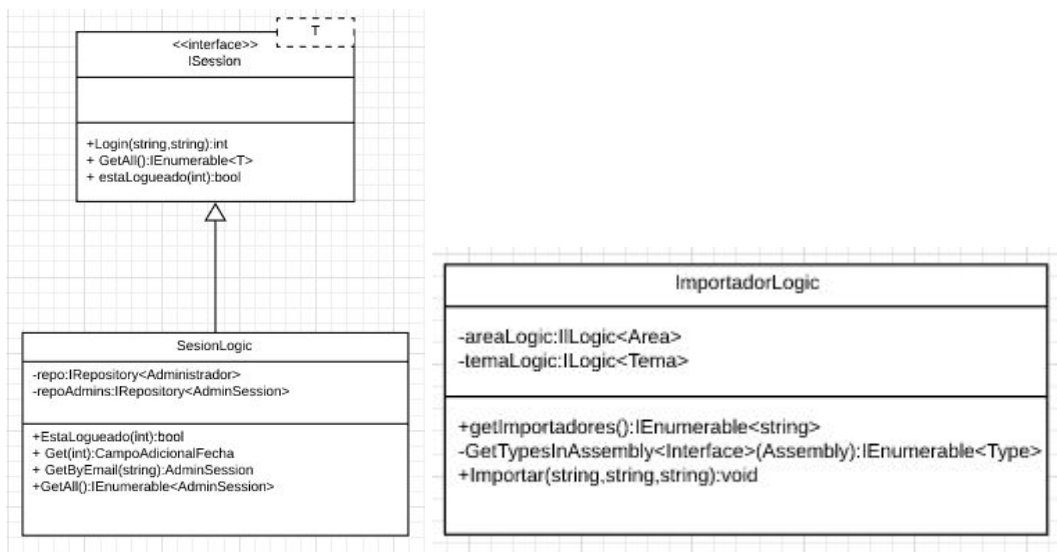 T
<<interface>>
ISession
+Login(string,string):int
+ GetAll():IEnumerable<T>
+ estaLogueado(int):bool
SesionLogic
-repo:IRepository<Administrador>
-repoAdmins:IRepository<AdminSession>
+EstaLogueado(int):bool
+ Get(int):CampoAdicionalFecha
+ GetByEmail(string):AdminSession
+GetAll():IEnumerable<AdminSession>
ImportadorLogic
-areaLogic:IlLogic<Area>
-temaLogic:ILogic<Tema>
+getImportadores():IEnumerable<string>
-GetTypesInAssembly<Interface>(Assembly):IEnumerable<Type>
+Importar(string,string,string):void